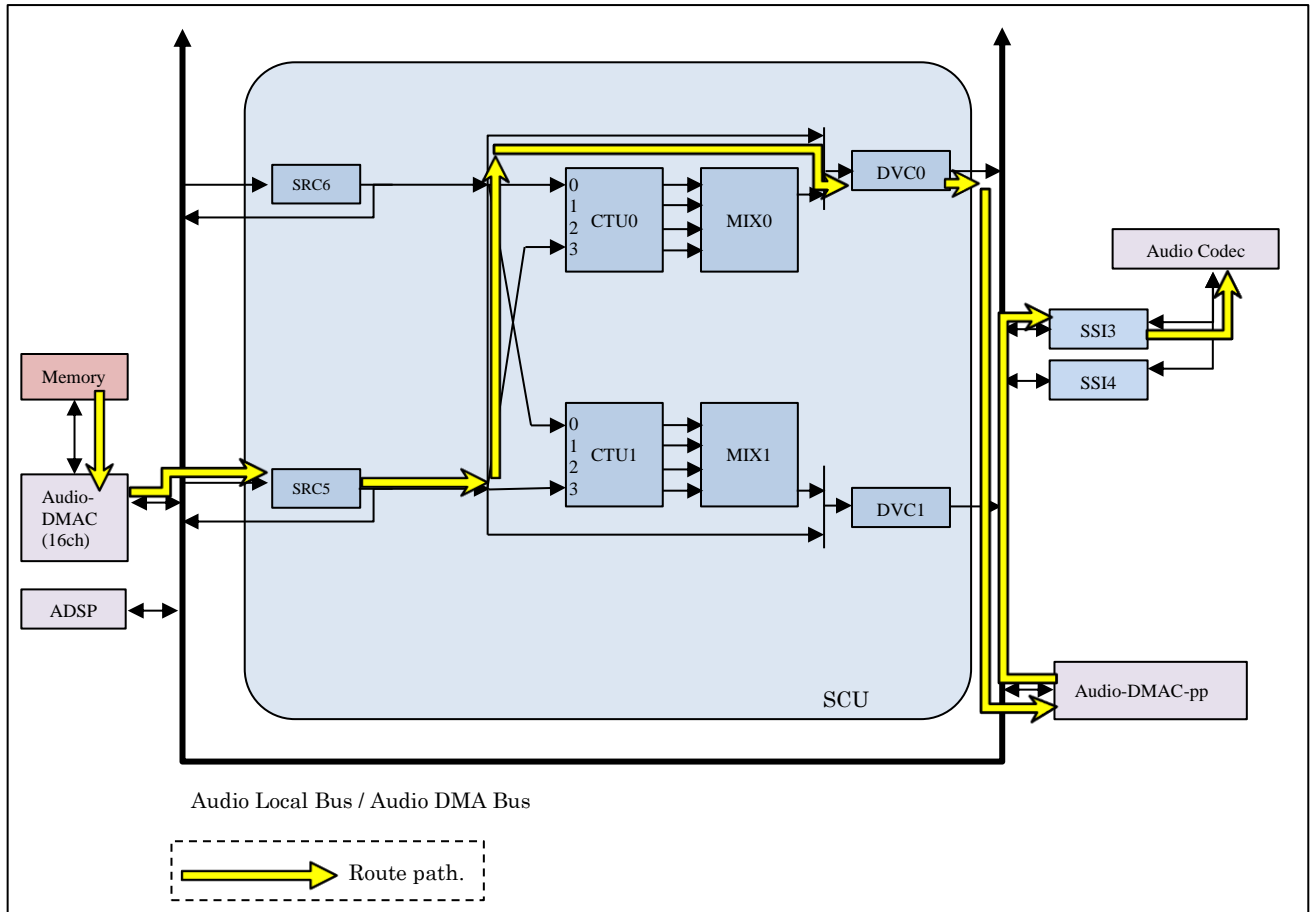 SRC6
0
1
2
3
CTU0
MIX0
DVC0
Audio Codec
SSI3
SSI4
Memory
Audio-
DMAC
(16ch)
SRC5
0
1
2
3
CTU1
MIX1
DVC1
ADSP
SCU
Audio-DMAC-pp
Audio Local Bus / Audio DMA Bus
Route path.